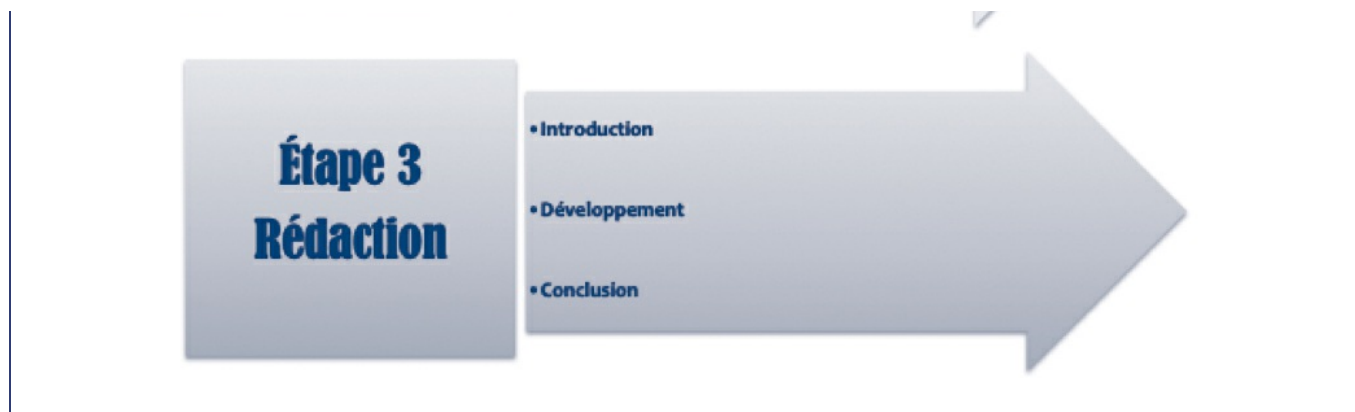 Étape 3
Rédaction
•Introduction
•Développement
•Conclusion